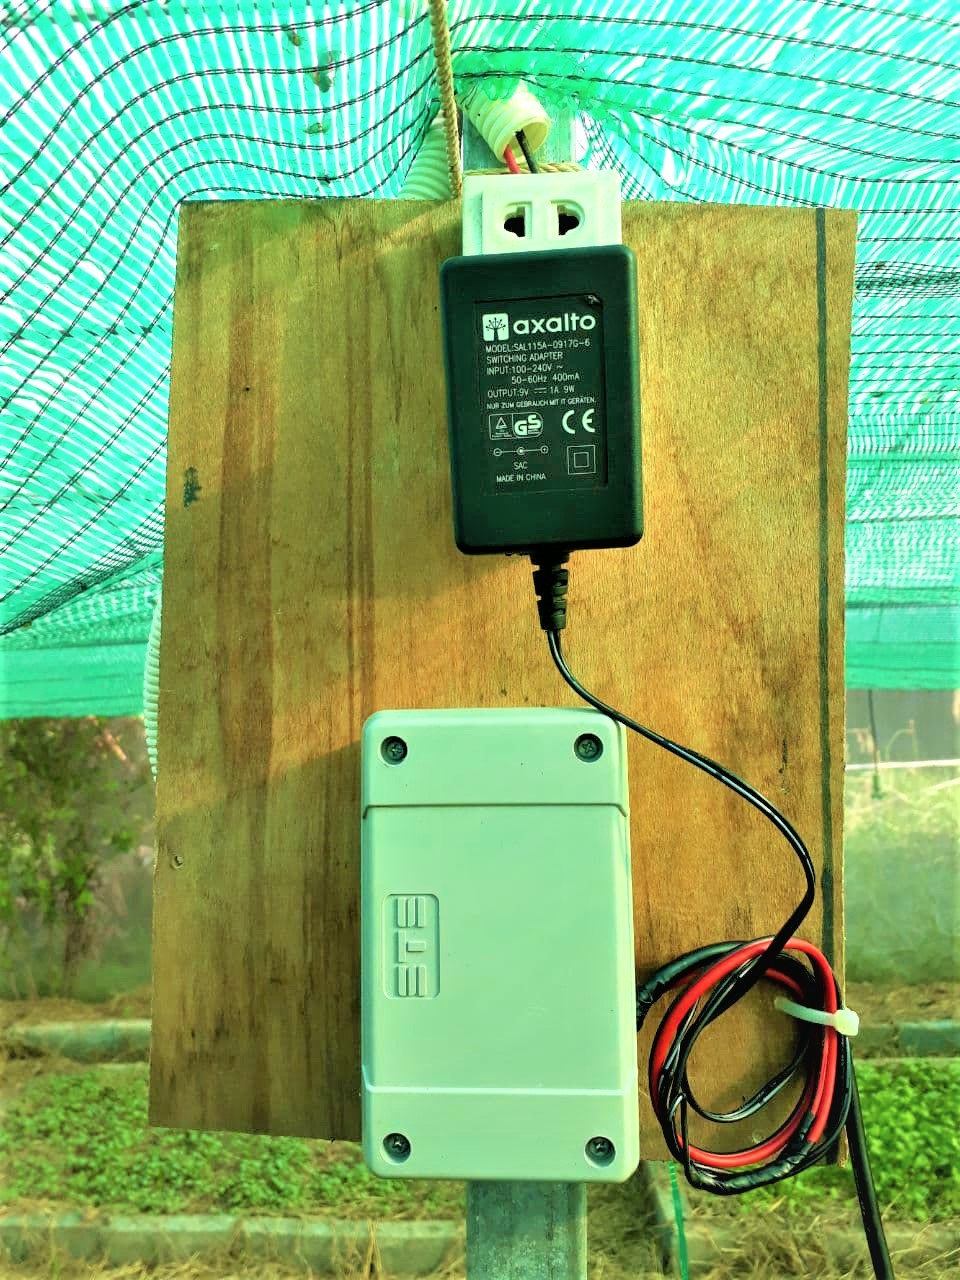 axalto
MODEL:SAL115A-0917G-6
SWITCHING ADAPTER
INPUT:100-240V ~
50-60Hz 400mA
OUTPUT:9V ⎓ 1A 9W
NUR ZUM GEBRAUCH MIT IT GERÄTEN.
GS
CE
SAC
MADE IN CHINA